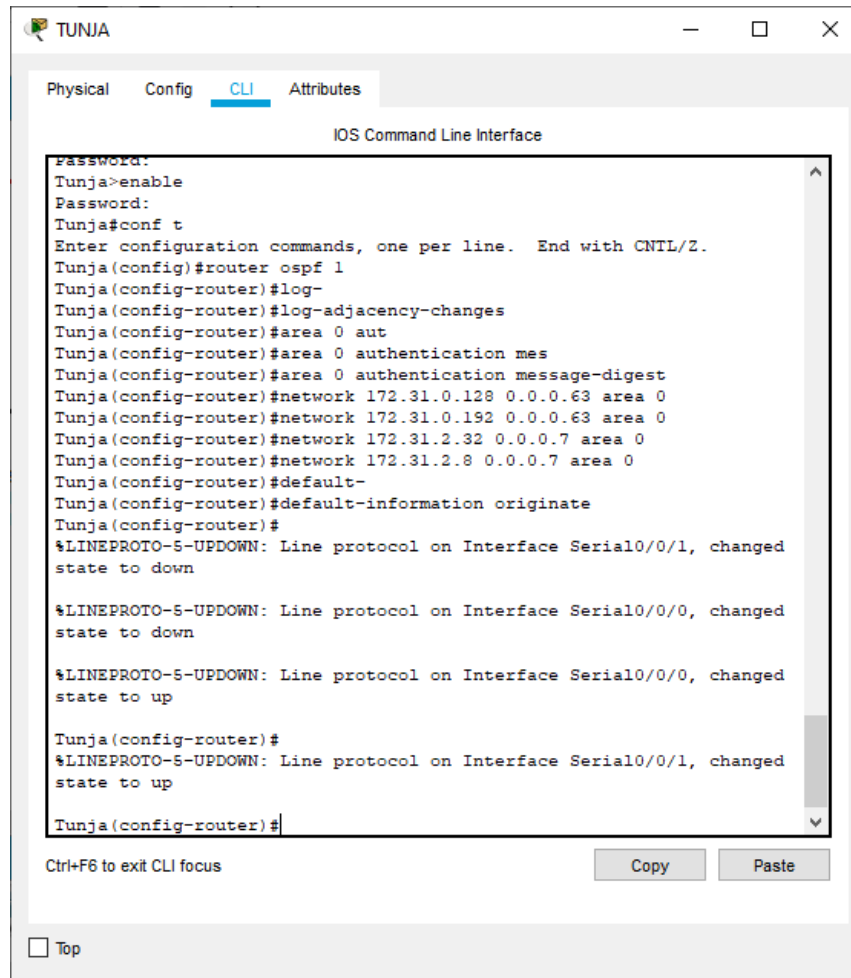 TUNJA
Physical Config CLI Attributes
IOS Command Line Interface
Password:
Tunja>enable
Password:
Tunja#conf t
Enter configuration commands, one per line.  End with CNTL/Z.
Tunja(config)#router ospf 1
Tunja(config-router)#log-
Tunja(config-router)#log-adjacency-changes
Tunja(config-router)#area 0 aut
Tunja(config-router)#area 0 authentication mes
Tunja(config-router)#area 0 authentication message-digest
Tunja(config-router)#network 172.31.0.128 0.0.0.63 area 0
Tunja(config-router)#network 172.31.0.192 0.0.0.63 area 0
Tunja(config-router)#network 172.31.2.32 0.0.0.7 area 0
Tunja(config-router)#network 172.31.2.8 0.0.0.7 area 0
Tunja(config-router)#default-
Tunja(config-router)#default-information originate
Tunja(config-router)#
%LINEPROTO-5-UPDOWN: Line protocol on Interface Serial0/0/1, changed
state to down
%LINEPROTO-5-UPDOWN: Line protocol on Interface Serial0/0/0, changed
state to down
%LINEPROTO-5-UPDOWN: Line protocol on Interface Serial0/0/0, changed
state to up
Tunja(config-router)#
%LINEPROTO-5-UPDOWN: Line protocol on Interface Serial0/0/1, changed
state to up
Tunja(config-router)#
Ctrl+F6 to exit CLI focus Copy Paste
Top